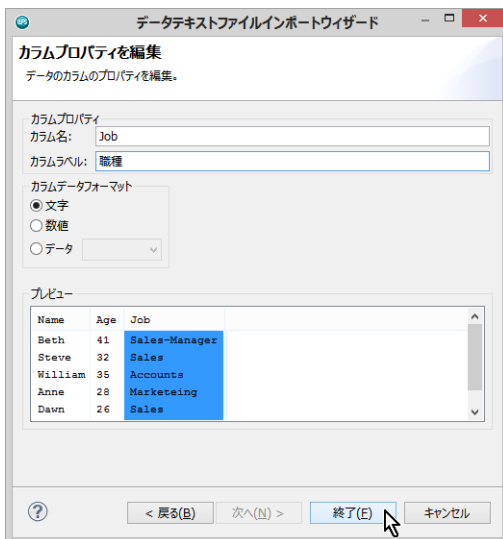 データテキストファイルインポートウィザード
カラムプロパティを編集
データのカラムのプロパティを編集。
カラムプロパティ
カラム名: Job
カラムラベル: 職種
カラムデータフォーマット
文字
数値
データ
プレビュー
Name Age Job
Beth 41 Sales-Manager
Steve 32 Sales
William 35 Accounts
Anne 28 Marketeing
Dawn 26 Sales
? < 戻る(B) 次へ(N) > 終了(F) キャンセル